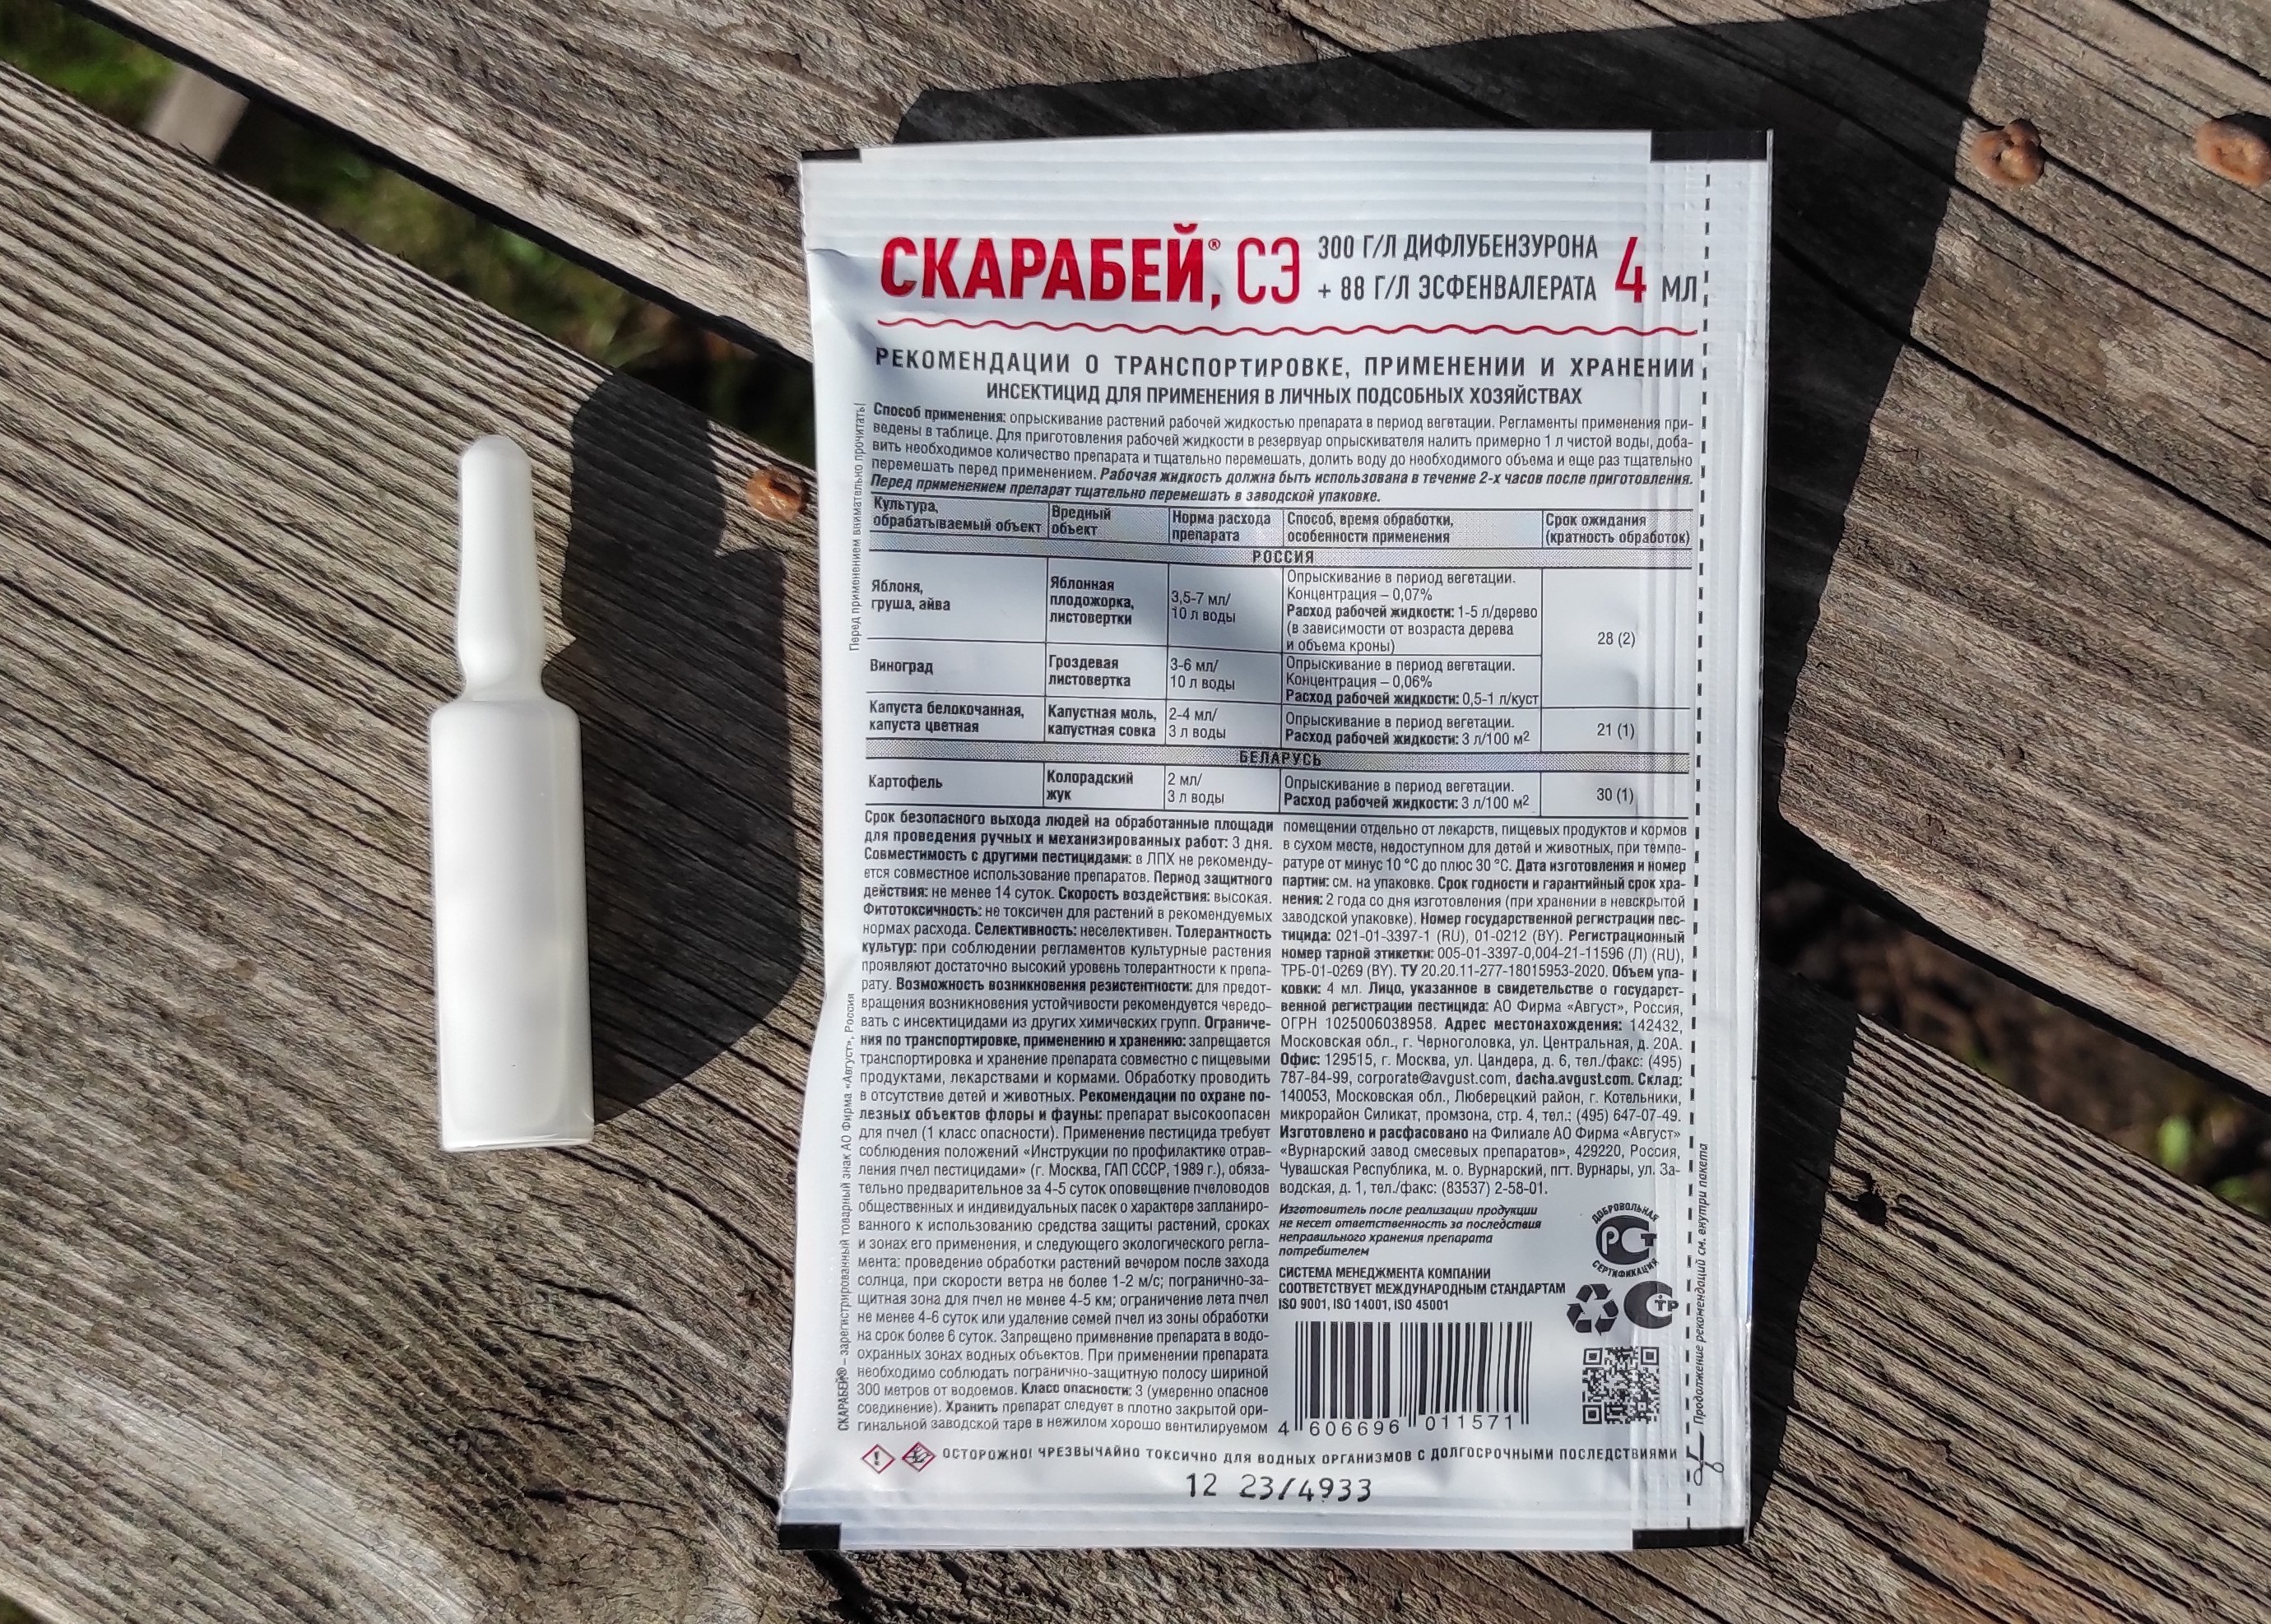 СКАРАБЕЙ®, СЭ 300 Г/Л ДИФЛУБЕНЗУРОНА
+ 88 Г/Л ЭСФЕНВАЛЕРАТА 4 МЛ
РЕКОМЕНДАЦИИ О ТРАНСПОРТИРОВКЕ, ПРИМЕНЕНИИ И ХРАНЕНИИ
ИНСЕКТИЦИД ДЛЯ ПРИМЕНЕНИЯ В ЛИЧНЫХ ПОДСОБНЫХ ХОЗЯЙСТВАХ
Перед применением внимательно прочитать!
Способ применения: опрыскивание растений рабочей жидкостью препарата в период вегетации. Регламенты применения при-
ведены в таблице. Для приготовления рабочей жидкости в резервуар опрыскивателя налить примерно 1 л чистой воды, доба-
вить необходимое количество препарата и тщательно перемешать, долить воду до необходимого объема и еще раз тщательно
перемешать перед применением. Рабочая жидкость должна быть использована в течение 2-х часов после приготовления.
Перед применением препарат тщательно перемешать в заводской упаковке.
Культура,
обрабатываемый объект
Вредный
объект
Норма расхода
препарата
Способ, время обработки,
особенности применения
Срок ожидания
(кратность обработок)
РОССИЯ
Яблоня,
груша, айва
Яблонная
плодожорка,
листовертки
3,5-7 мл/
10 л воды
Опрыскивание в период вегетации.
Концентрация – 0,07%
Расход рабочей жидкости: 1-5 л/дерево
(в зависимости от возраста дерева
и объема кроны)
28 (2)
Виноград
Гроздевая
листовертка
3-6 мл/
10 л воды
Опрыскивание в период вегетации.
Концентрация – 0,06%
Расход рабочей жидкости: 0,5-1 л/куст
Капуста белокочанная,
капуста цветная
Капустная моль,
капустная совка
2-4 мл/
3 л воды
Опрыскивание в период вегетации.
Расход рабочей жидкости: 3 л/100 м²
21 (1)
БЕЛАРУСЬ
Картофель
Колорадский
жук
2 мл/
3 л воды
Опрыскивание в период вегетации.
Расход рабочей жидкости: 3 л/100 м²
30 (1)
Срок безопасного выхода людей на обработанные площади
для проведения ручных и механизированных работ: 3 дня.
Совместимость с другими пестицидами: в ЛПХ не рекоменду-
ется совместное использование препаратов. Период защитного
действия: не менее 14 суток. Скорость воздействия: высокая.
Фитотоксичность: не токсичен для растений в рекомендуемых
нормах расхода. Селективность: неселективен. Толерантность
культур: при соблюдении регламентов культурные растения
проявляют достаточно высокий уровень толерантности к препа-
рату. Возможность возникновения резистентности: для предот-
вращения возникновения устойчивости рекомендуется чередо-
вать с инсектицидами из других химических групп. Ограниче-
ния по транспортировке, применению и хранению: запрещается
транспортировка и хранение препарата совместно с пищевыми
продуктами, лекарствами и кормами. Обработку проводить
в отсутствие детей и животных. Рекомендации по охране по-
лезных объектов флоры и фауны: препарат высокоопасен
для пчел (1 класс опасности). Применение пестицида требует
соблюдения положений «Инструкции по профилактике отрав-
ления пчел пестицидами» (г. Москва, ГАП СССР, 1989 г.), обяза-
тельно предварительное за 4-5 суток оповещение пчеловодов
общественных и индивидуальных пасек о характере запланиро-
ванного к использованию средства защиты растений, сроках
и зонах его применения, и следующего экологического регла-
мента: проведение обработки растений вечером после захода
солнца, при скорости ветра не более 1-2 м/с; погранично-за-
щитная зона для пчел не менее 4-5 км; ограничение лета пчел
не менее 4-6 суток или удаление семей пчел из зоны обработки
на срок более 6 суток. Запрещено применение препарата в водо-
охранных зонах водных объектов. При применении препарата
необходимо соблюдать погранично-защитную полосу шириной
300 метров от водоемов. Класс опасности: 3 (умеренно опасное
соединение). Хранить препарат следует в плотно закрытой ори-
гинальной заводской таре в нежилом хорошо вентилируемом
помещении отдельно от лекарств, пищевых продуктов и кормов
в сухом месте, недоступном для детей и животных, при темпе-
ратуре от минус 10 °С до плюс 30 °С. Дата изготовления и номер
партии: см. на упаковке. Срок годности и гарантийный срок хра-
нения: 2 года со дня изготовления (при хранении в невскрытой
заводской упаковке). Номер государственной регистрации пес-
тицида: 021-01-3397-1 (RU), 01-0212 (BY). Регистрационный
номер тарной этикетки: 005-01-3397-0,004-21-11596 (Л) (RU),
ТРБ-01-0269 (BY). ТУ 20.20.11-277-18015953-2020. Объем упа-
ковки: 4 мл. Лицо, указанное в свидетельстве о государст-
венной регистрации пестицида: АО Фирма «Август», Россия,
ОГРН 1025006038958. Адрес местонахождения: 142432,
Московская обл., г. Черноголовка, ул. Центральная, д. 20А.
Офис: 129515, г. Москва, ул. Цандера, д. 6, тел./факс: (495)
787-84-99, corporate@avgust.com, dacha.avgust.com. Склад:
140053, Московская обл., Люберецкий район, г. Котельники,
микрорайон Силикат, промзона, стр. 4, тел.: (495) 647-07-49.
Изготовлено и расфасовано на Филиале АО Фирма «Август»
«Вурнарский завод смесевых препаратов», 429220, Россия,
Чувашская Республика, м. о. Вурнарский, пгт. Вурнары, ул. За-
водская, д. 1, тел./факс: (83537) 2-58-01.
Изготовитель после реализации продукции
не несет ответственность за последствия
неправильного хранения препарата
потребителем
ДОБРОВОЛЬНАЯ
РСТ
СЕРТИФИКАЦИЯ
СИСТЕМА МЕНЕДЖМЕНТА КОМПАНИИ
СООТВЕТСТВУЕТ МЕЖДУНАРОДНЫМ СТАНДАРТАМ
ISO 9001, ISO 14001, ISO 45001
СТР
4 606696 011571
СКАРАБЕЙ® – зарегистрированный товарный знак АО Фирма «Август», Россия
Продолжение рекомендаций см. внутри пакета
ОСТОРОЖНО! ЧРЕЗВЫЧАЙНО ТОКСИЧНО ДЛЯ ВОДНЫХ ОРГАНИЗМОВ С ДОЛГОСРОЧНЫМИ ПОСЛЕДСТВИЯМИ
12 23/4933